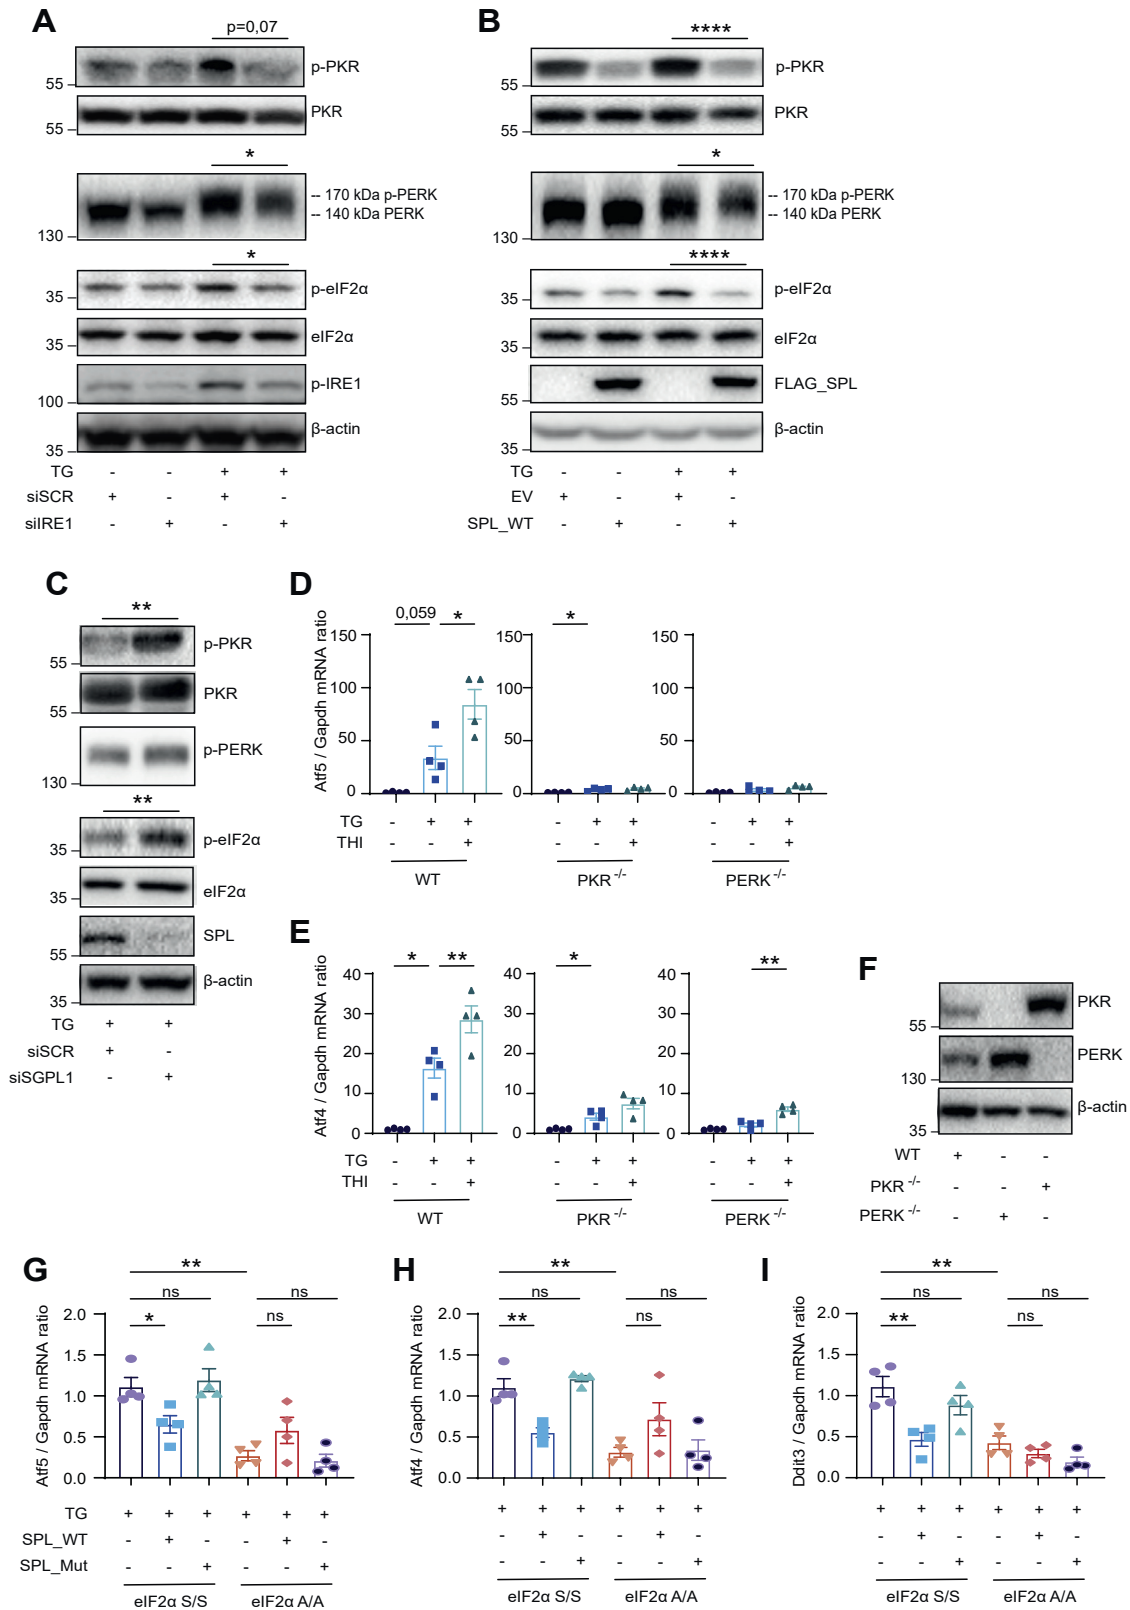 A
p=0,07
p-PKR
55
PKR
55
*
-- 170 kDa p-PERK
-- 140 kDa PERK
130
*
p-eIF2α
35
eIF2α
35
p-IRE1
100
β-actin
35
TG - - + +
siSCR + - + -
siIRE1 - + - +
B
****
p-PKR
55
PKR
55
*
-- 170 kDa p-PERK
-- 140 kDa PERK
130
****
p-eIF2α
35
eIF2α
35
FLAG_SPL
55
β-actin
35
TG - - + +
EV + - + -
SPL_WT - + - +
C
**
p-PKR
55
PKR
55
p-PERK
130
**
p-eIF2α
35
eIF2α
35
SPL
55
β-actin
35
TG + +
siSCR + -
siSGPL1 - +
D
0,059 * *
Atf5 / Gapdh mRNA ratio
150 150 150
100 100 100
50 50 50
0 0 0
TG - + + - + + - + +
THI - - + - - + - - +
WT PKR-/- PERK-/-
E
* ** * **
Atf4 / Gapdh mRNA ratio
40 40 40
30 30 30
20 20 20
10 10 10
0 0 0
TG - + + - + + - + +
THI - - + - - + - - +
WT PKR-/- PERK-/-
F
PKR
55
PERK
130
β-actin
35
WT + - -
PKR-/- - - +
PERK-/- - + -
G
**
ns ns
* ns
Atf5 / Gapdh mRNA ratio
2.0
1.5
1.0
0.5
0.0
TG + + + + + +
SPL_WT - + - - + -
SPL_Mut - - + - - +
eIF2α S/S eIF2α A/A
H
**
ns ns
** ns
Atf4 / Gapdh mRNA ratio
2.0
1.5
1.0
0.5
0.0
+ + + + + +
- + - - + -
- - + - - +
eIF2α S/S eIF2α A/A
I
**
ns ns
** ns
Ddit3 / Gapdh mRNA ratio
2.0
1.5
1.0
0.5
0.0
+ + + + + +
- + - - + -
- - + - - +
eIF2α S/S eIF2α A/A